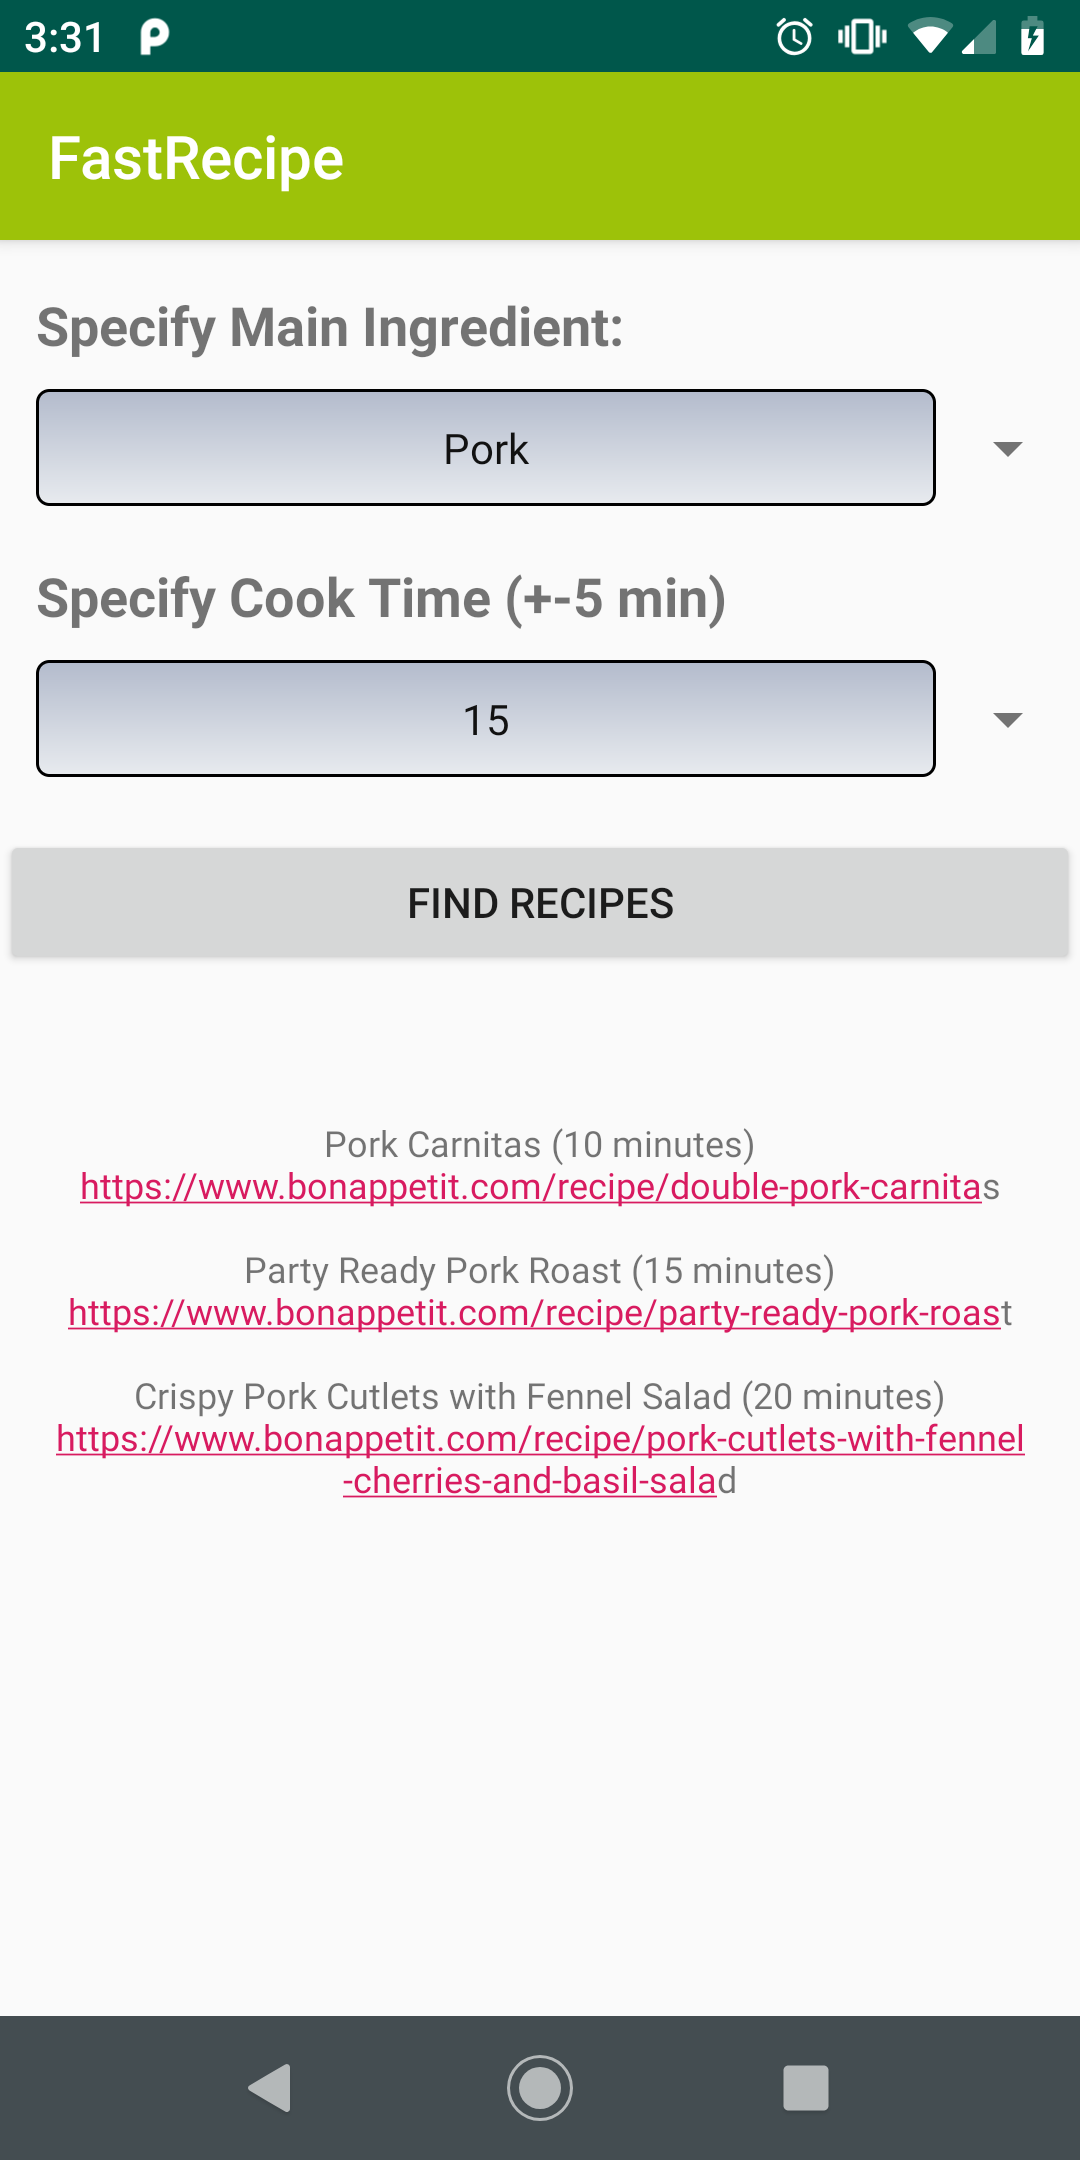 3:31
FastRecipe
Specify Main Ingredient:
Pork
Specify Cook Time (+-5 min)
15
FIND RECIPES
Pork Carnitas (10 minutes)
https://www.bonappetit.com/recipe/double-pork-carnitas
Party Ready Pork Roast (15 minutes)
https://www.bonappetit.com/recipe/party-ready-pork-roast
Crispy Pork Cutlets with Fennel Salad (20 minutes)
https://www.bonappetit.com/recipe/pork-cutlets-with-fennel
-cherries-and-basil-salad